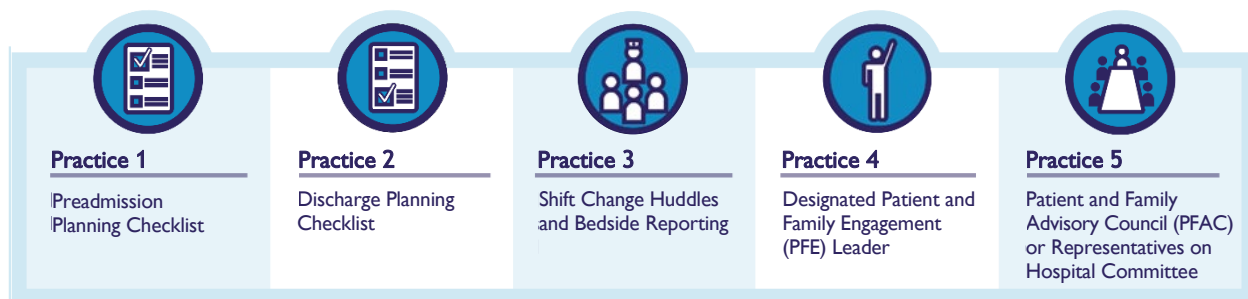 Practice 1
Preadmission
Planning Checklist
Practice 2
Discharge Planning
Checklist
Practice 3
Shift Change Huddles
and Bedside Reporting
Practice 4
Designated Patient and
Family Engagement
(PFE) Leader
Practice 5
Patient and Family
Advisory Council (PFAC)
or Representatives on
Hospital Committee